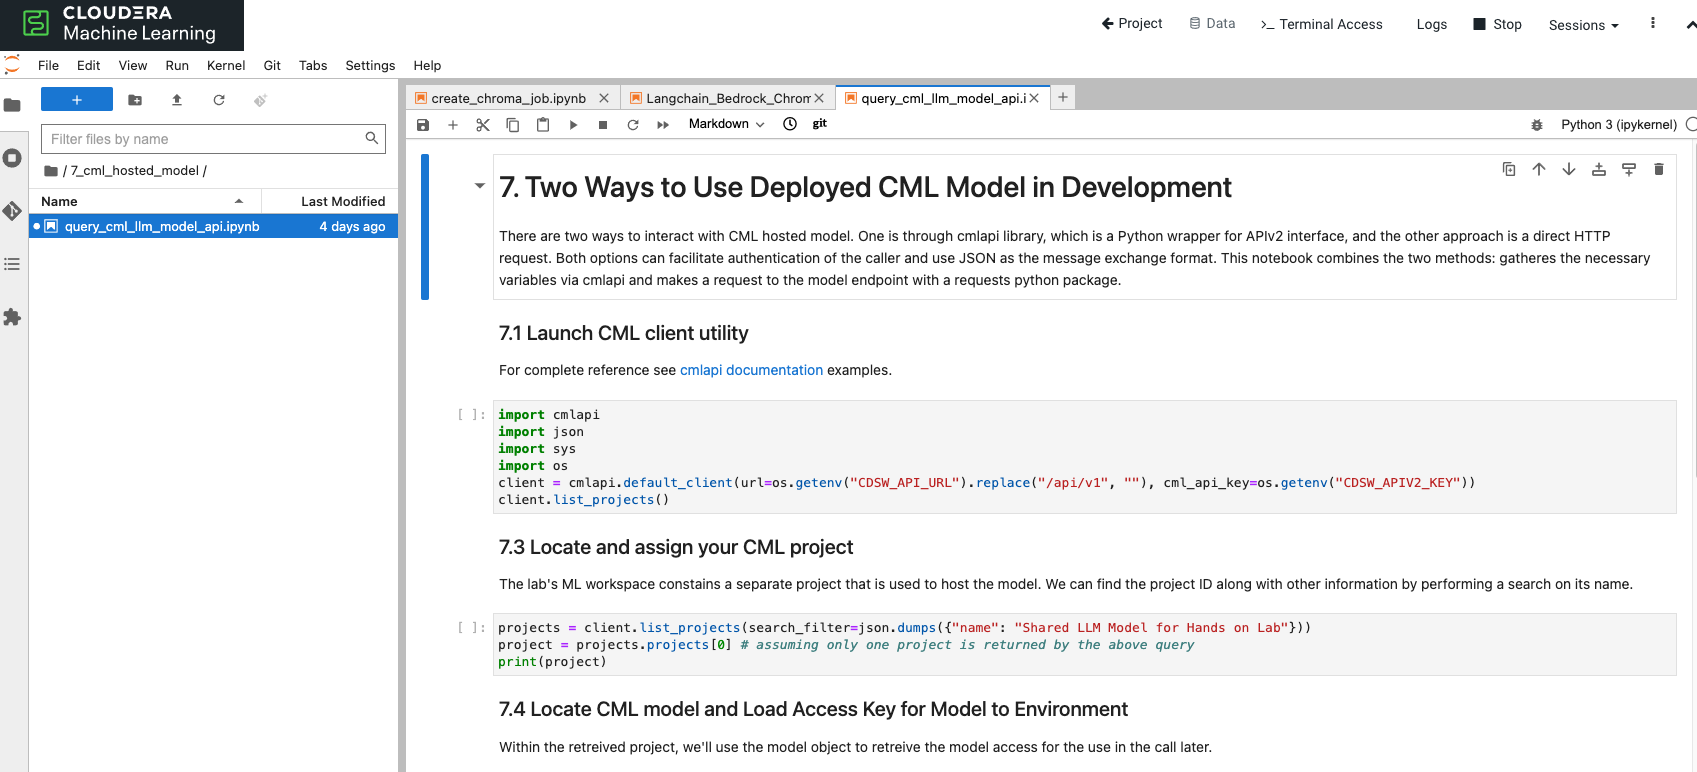 CLOUDERA
Machine Learning
Project
Data
Terminal Access
Logs
Stop
Sessions
File Edit View Run Kernel Git Tabs Settings Help
Filter files by name
/ 7_cml_hosted_model /
Name Last Modified
query_cml_llm_model_api.ipynb 4 days ago
create_chroma_job.ipynb
Langchain_Bedrock_Chrom
query_cml_llm_model_api.i
Markdown
git
Python 3 (ipykernel)
7. Two Ways to Use Deployed CML Model in Development
There are two ways to interact with CML hosted model. One is through cmlapi library, which is a Python wrapper for APIv2 interface, and the other approach is a direct HTTP
request. Both options can facilitate authentication of the caller and use JSON as the message exchange format. This notebook combines the two methods: gatheres the necessary
variables via cmlapi and makes a request to the model endpoint with a requests python package.
7.1 Launch CML client utility
For complete reference see cmlapi documentation examples.
[ ]:
import cmlapi
import json
import sys
import os
client = cmlapi.default_client(url=os.getenv("CDSW_API_URL").replace("/api/v1", ""), cml_api_key=os.getenv("CDSW_APIV2_KEY"))
client.list_projects()
7.3 Locate and assign your CML project
The lab's ML workspace constains a separate project that is used to host the model. We can find the project ID along with other information by performing a search on its name.
[ ]:
projects = client.list_projects(search_filter=json.dumps({"name": "Shared LLM Model for Hands on Lab"}))
project = projects.projects[0] # assuming only one project is returned by the above query
print(project)
7.4 Locate CML model and Load Access Key for Model to Environment
Within the retreived project, we'll use the model object to retreive the model access for the use in the call later.